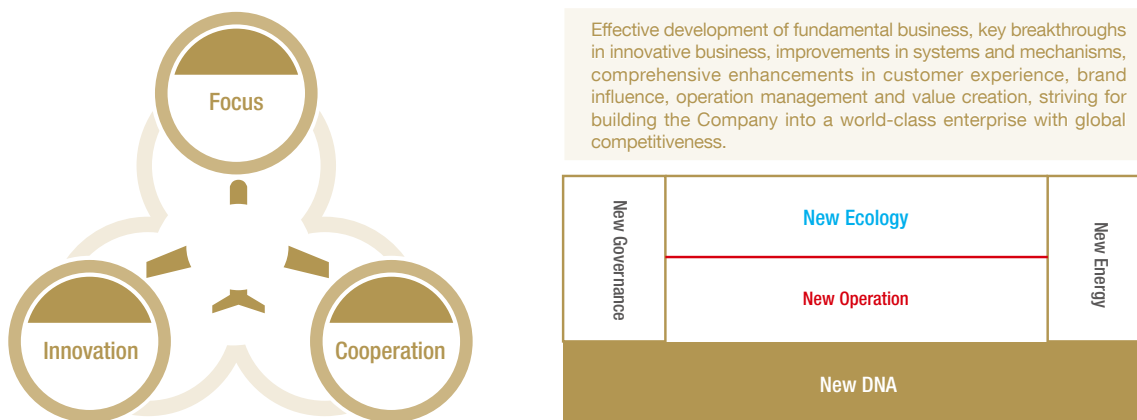 Focus
Innovation
Cooperation
Effective development of fundamental business, key breakthroughs
in innovative business, improvements in systems and mechanisms,
comprehensive enhancements in customer experience, brand
influence, operation management and value creation, striving for
building the Company into a world-class enterprise with global
competitiveness.
New Governance
New Ecology
New Operation
New Energy
New DNA